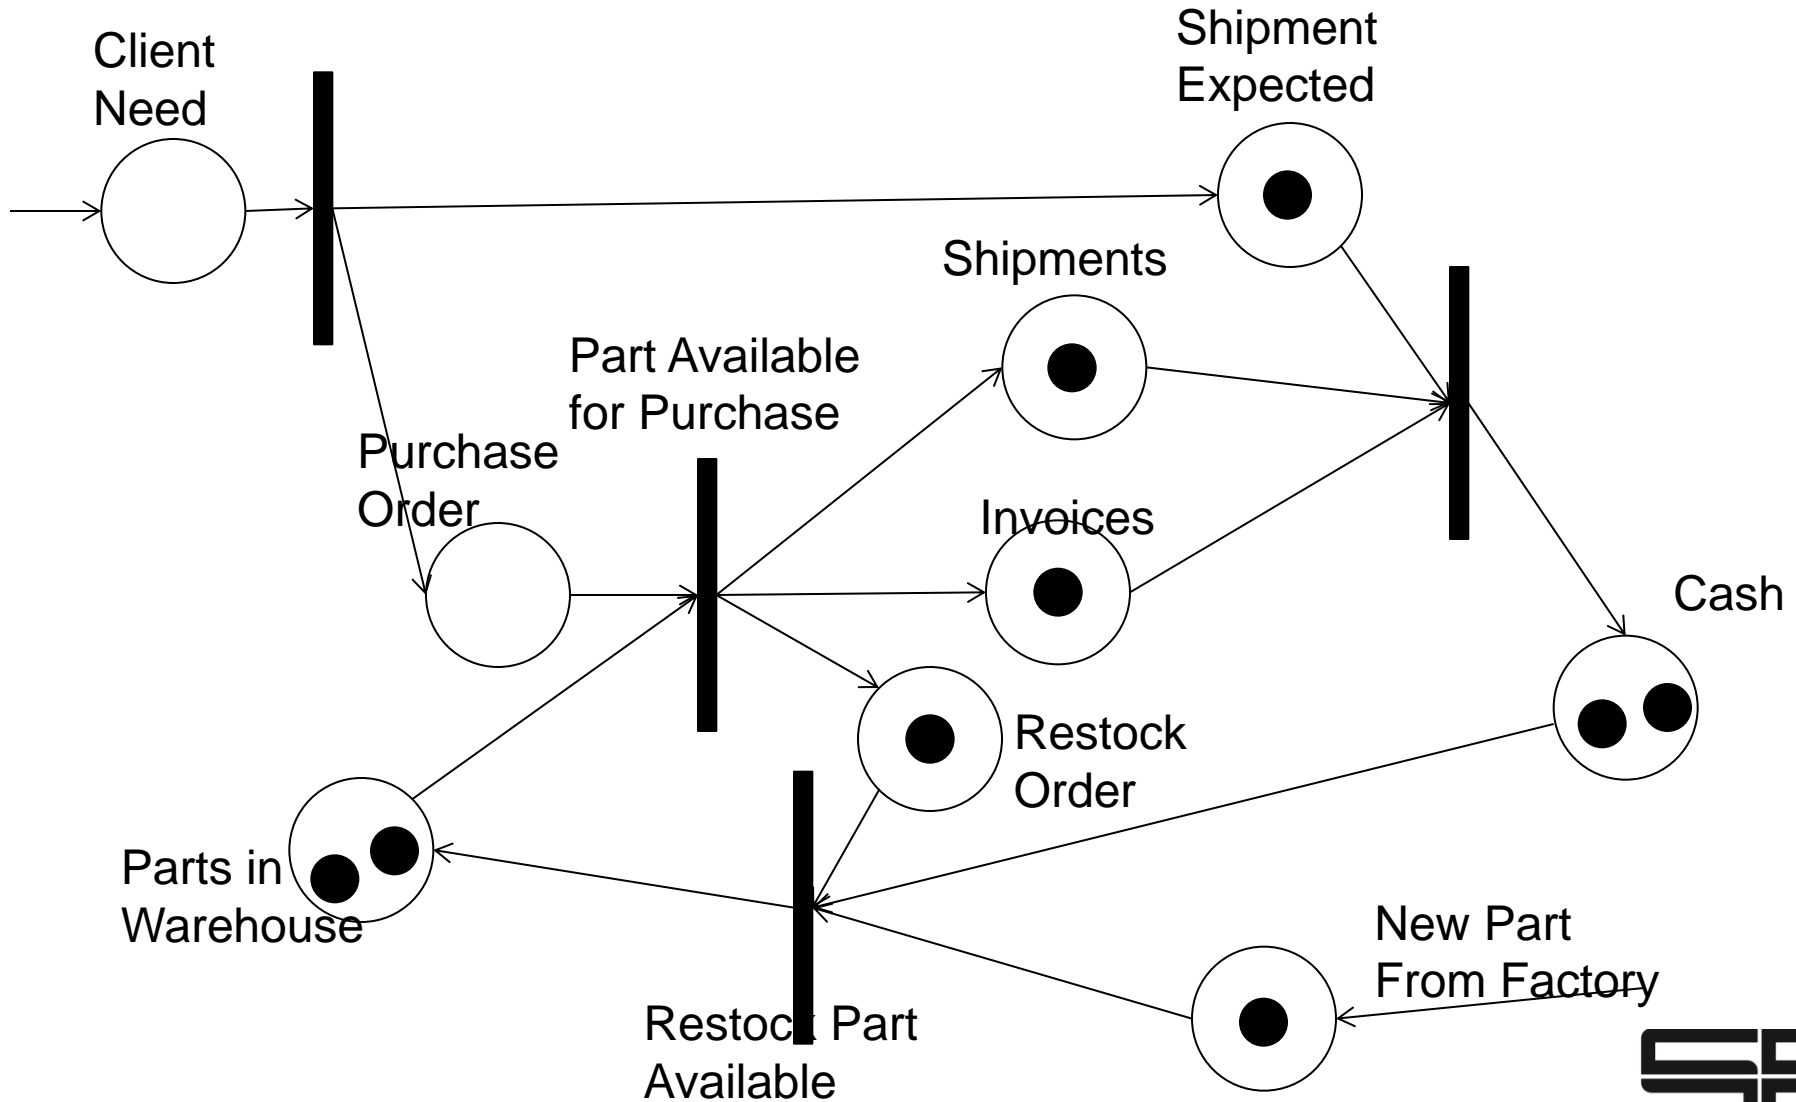 Client
Need
Shipment
Expected
Shipments
Part Available
for Purchase
Purchase
Order
Invoices
Cash
Restock
Order
Parts in
Warehouse
New Part
From Factory
Restock Part
Available